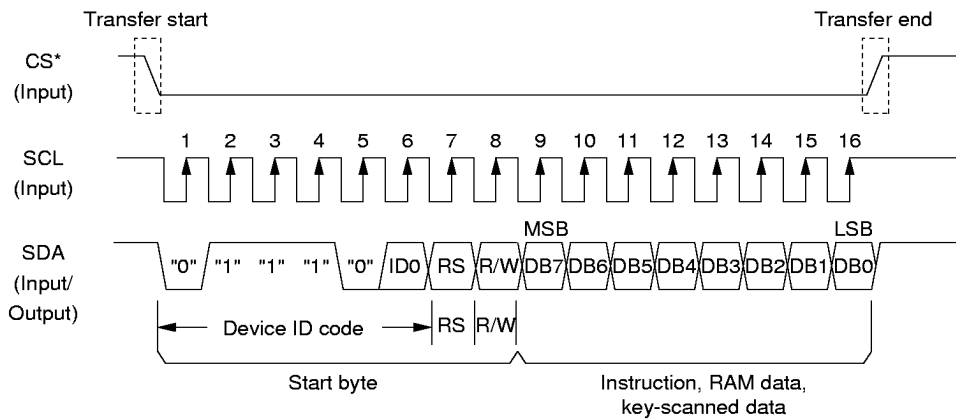 Transfer start
Transfer end
CS*
(Input)
1 2 3 4 5 6 7 8 9 10 11 12 13 14 15 16
SCL
(Input)
MSB
LSB
SDA
(Input/
Output)
"0" "1" "1" "1" "0" ID0 RS R/W DB7 DB6 DB5 DB4 DB3 DB2 DB1 DB0
Device ID code RS R/W
Start byte
Instruction, RAM data,
key-scanned data